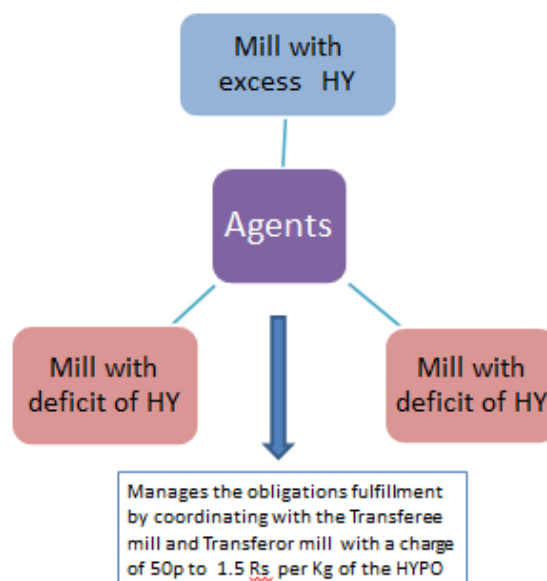 Mill with
excess HY
Agents
Mill with
deficit of HY
Mill with
deficit of HY
Manages the obligations fulfillment
by coordinating with the Transferee
mill and Transferor mill with a charge
of 50p to 1.5 Rs per Kg of the HYPO